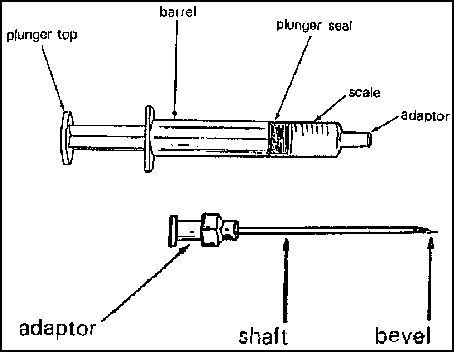 barrel
plunger top
plunger seal
scale
adaptor
adaptor
shaft
bevel